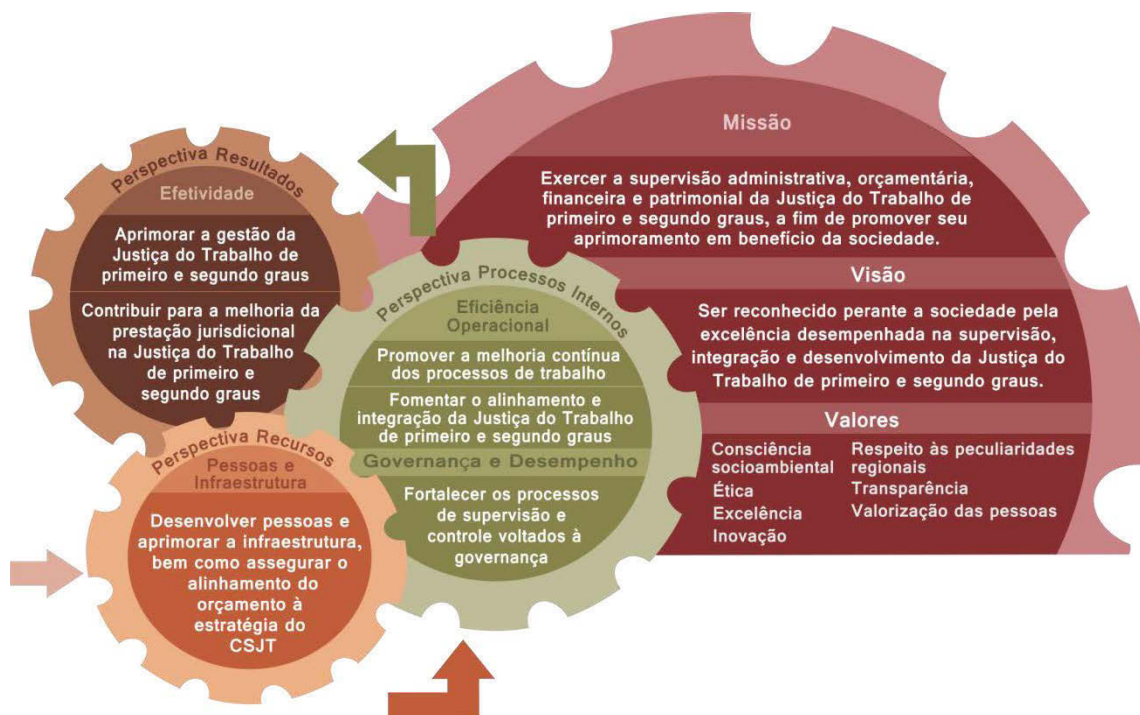 Missão
Exercer a supervisão administrativa, orçamentária,
financeira e patrimonial da Justiça do Trabalho de
primeiro e segundo graus, a fim de promover seu
aprimoramento em benefício da sociedade.
Visão
Ser reconhecido perante a sociedade pela
excelência desempenhada na supervisão,
integração e desenvolvimento da Justiça do
Trabalho de primeiro e segundo graus.
Valores
Consciência
socioambiental
Ética
Excelência
Inovação
Respeito às peculiaridades
regionais
Transparência
Valorização das pessoas
Perspectiva Resultados
Efetividade
Aprimorar a gestão da
Justiça do Trabalho de
primeiro e segundo graus
Contribuir para a melhoria da
prestação jurisdicional
na Justiça do Trabalho
de primeiro e
segundo graus
Perspectiva Processos Internos
Eficiência
Operacional
Promover a melhoria contínua
dos processos de trabalho
Fomentar o alinhamento e
integração da Justiça do Trabalho
de primeiro e segundo graus
Governança e Desempenho
Fortalecer os processos
de supervisão e
controle voltados à
governança
Perspectiva Recursos
Pessoas e
Infraestrutura
Desenvolver pessoas e
aprimorar a infraestrutura,
bem como assegurar o
alinhamento do
orçamento à
estratégia do
CSJT